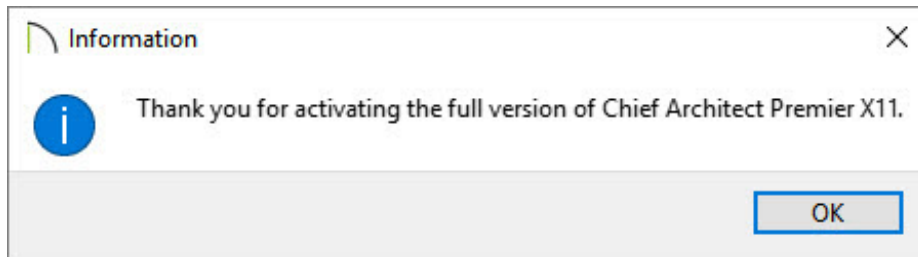 Information
Thank you for activating the full version of Chief Architect Premier X11.
OK